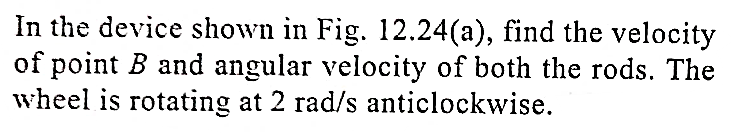 In the device shown in Fig. 12.24(a), find the velocity
of point B and angular velocity of both the rods. The
wheel is rotating at 2 rad/s anticlockwise.